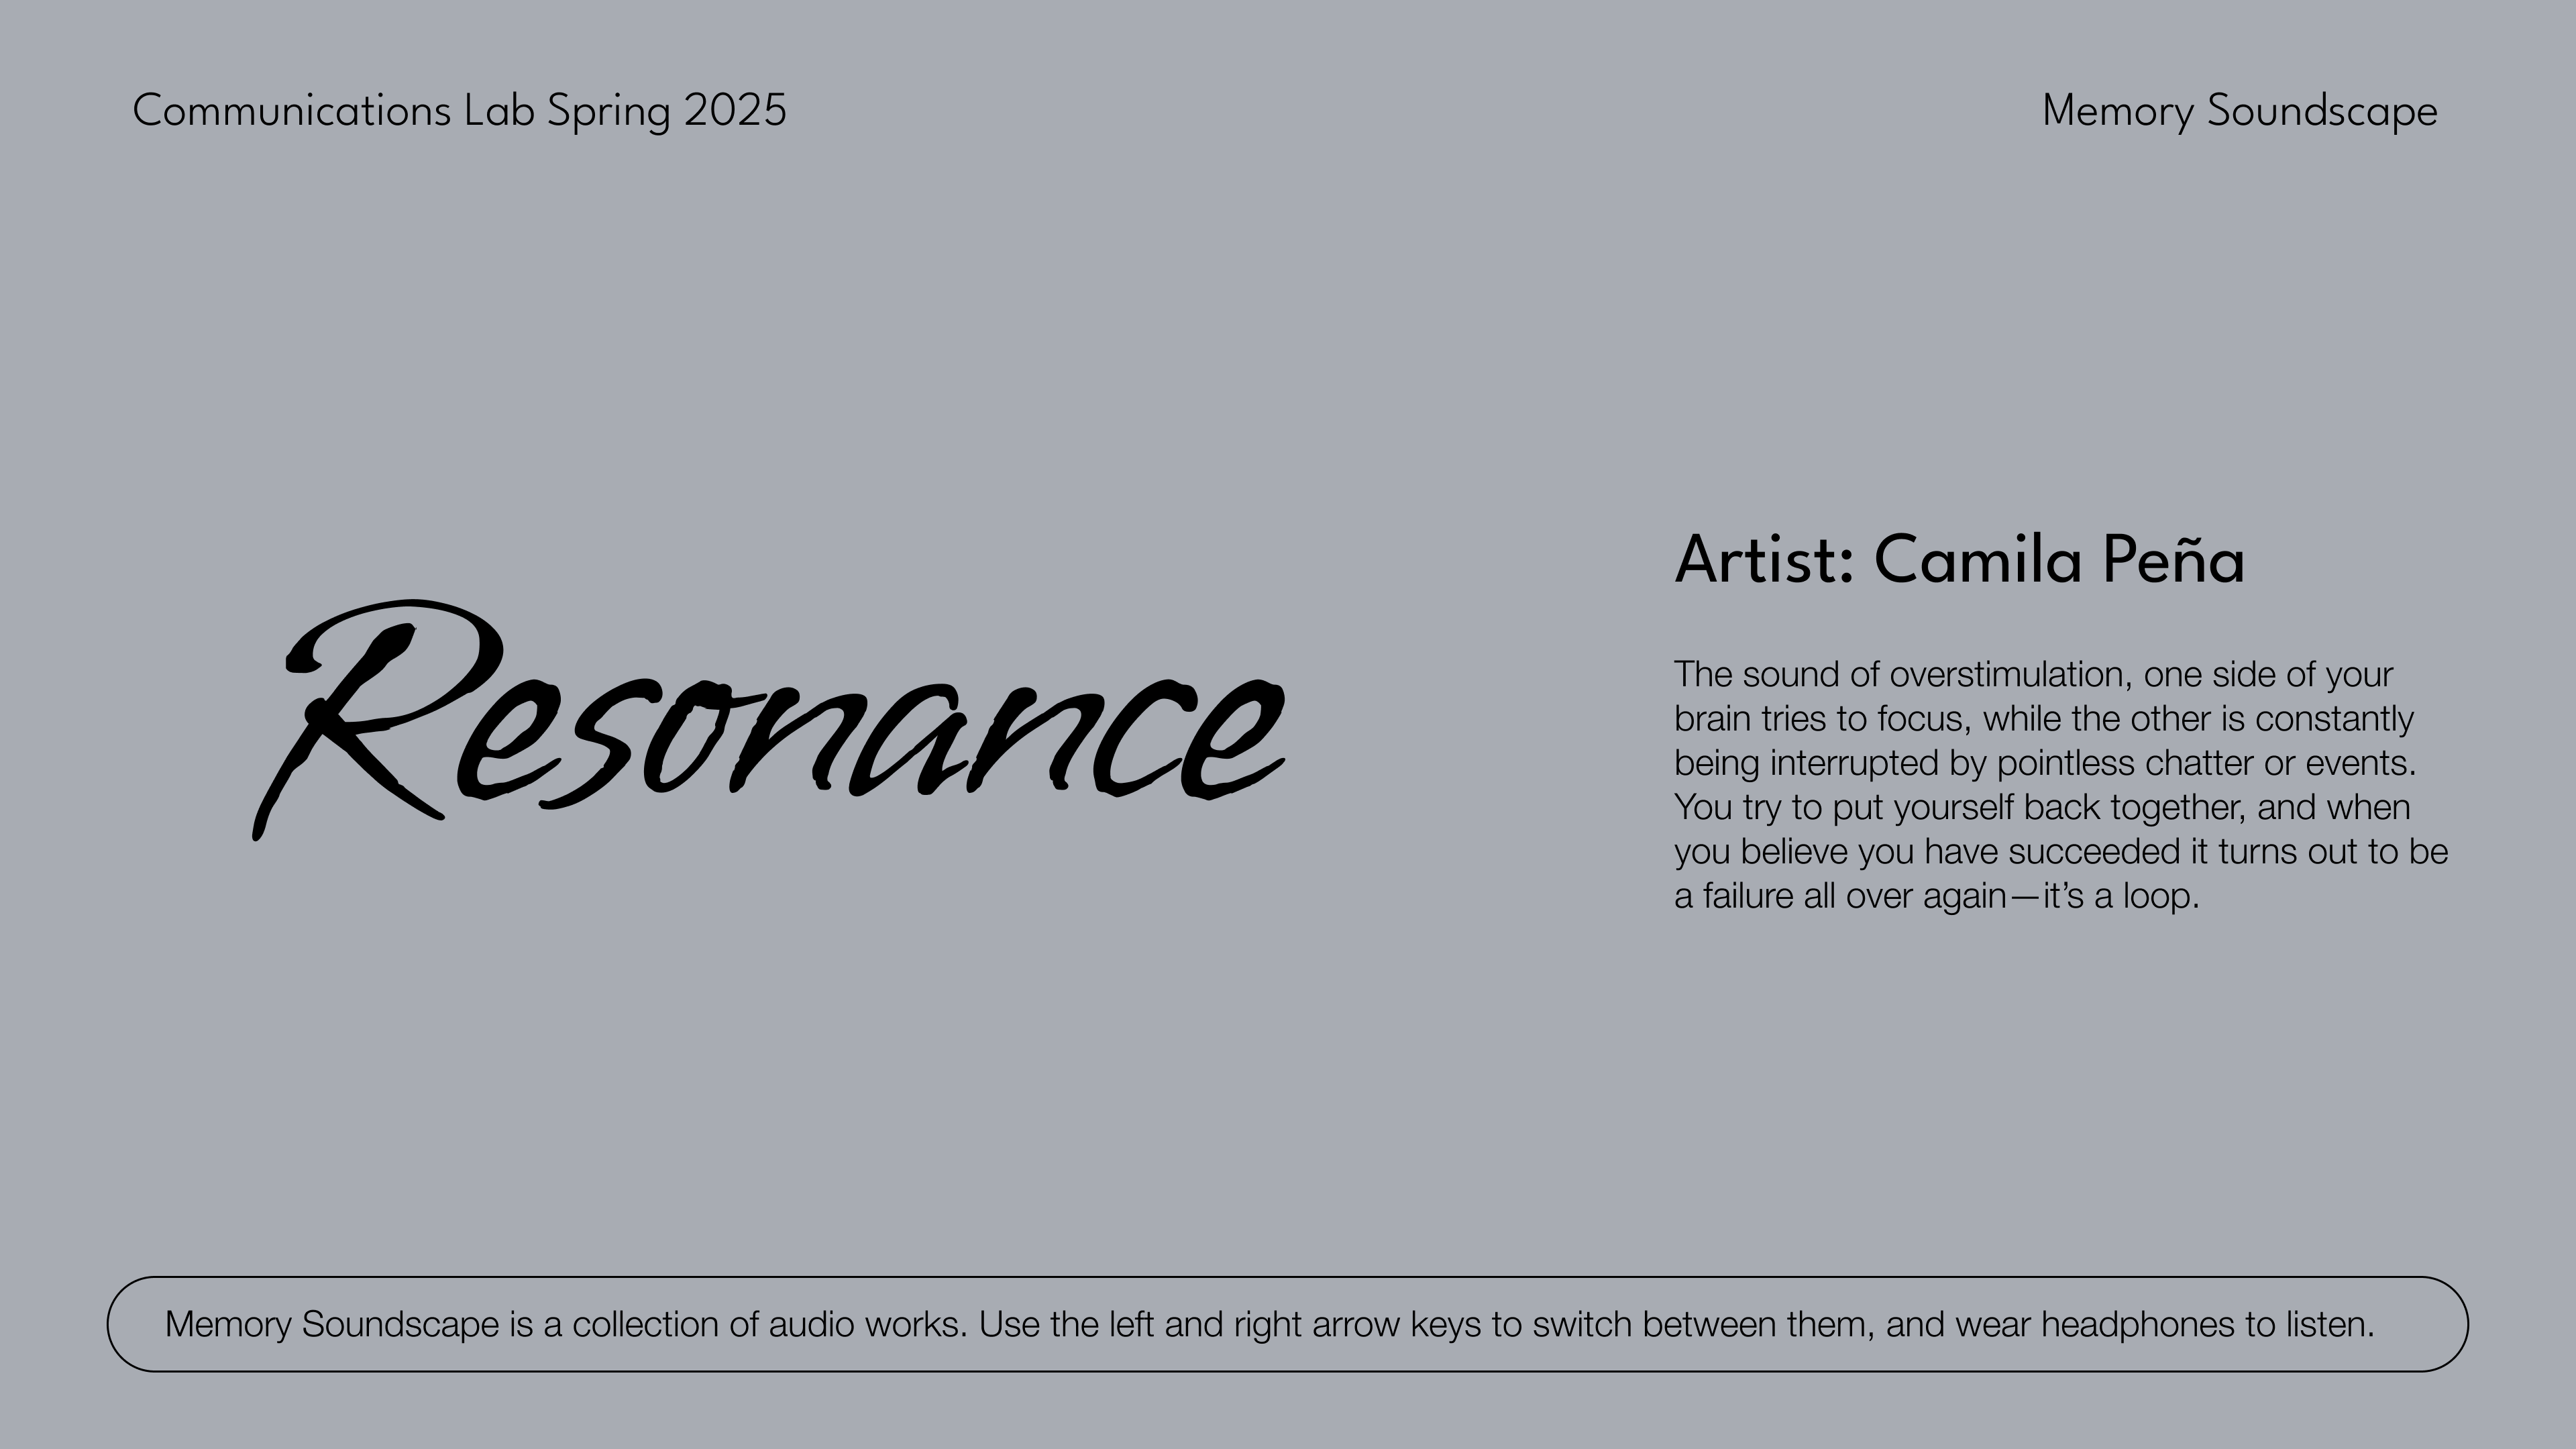 Communications Lab Spring 2025
Memory Soundscape
Resonance
Artist: Camila Peña
The sound of overstimulation, one side of your
brain tries to focus, while the other is constantly
being interrupted by pointless chatter or events.
You try to put yourself back together, and when
you believe you have succeeded it turns out to be
a failure all over again—it’s a loop.
Memory Soundscape is a collection of audio works. Use the left and right arrow keys to switch between them, and wear headphones to listen.